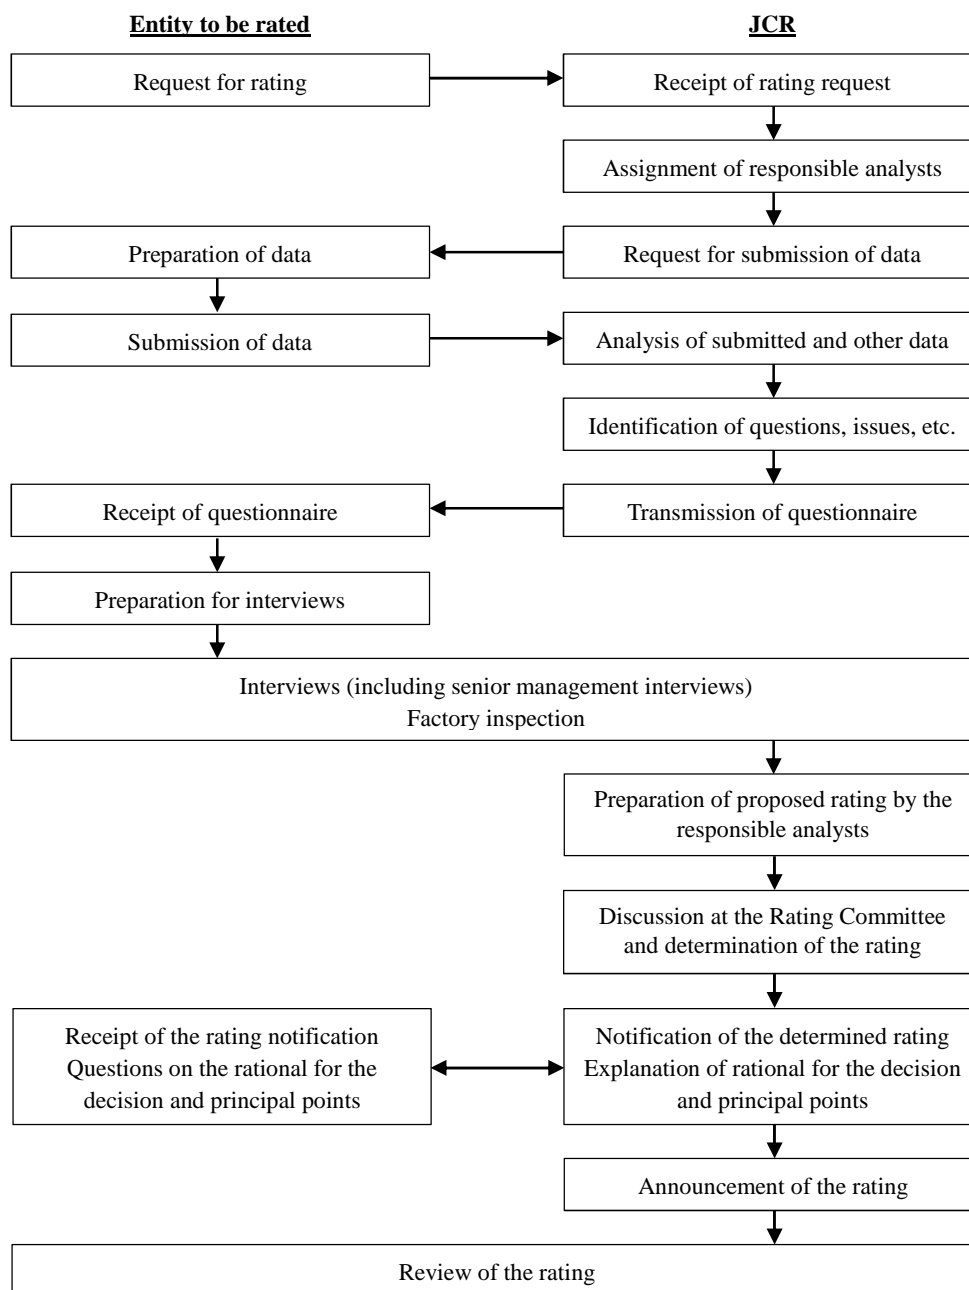 Entity to be rated
JCR
Request for rating
Receipt of rating request
Assignment of responsible analysts
Preparation of data
Request for submission of data
Submission of data
Analysis of submitted and other data
Identification of questions, issues, etc.
Receipt of questionnaire
Transmission of questionnaire
Preparation for interviews
Interviews (including senior management interviews)
Factory inspection
Preparation of proposed rating by the
responsible analysts
Discussion at the Rating Committee
and determination of the rating
Receipt of the rating notification
Questions on the rational for the
decision and principal points
Notification of the determined rating
Explanation of rational for the decision
and principal points
Announcement of the rating
Review of the rating